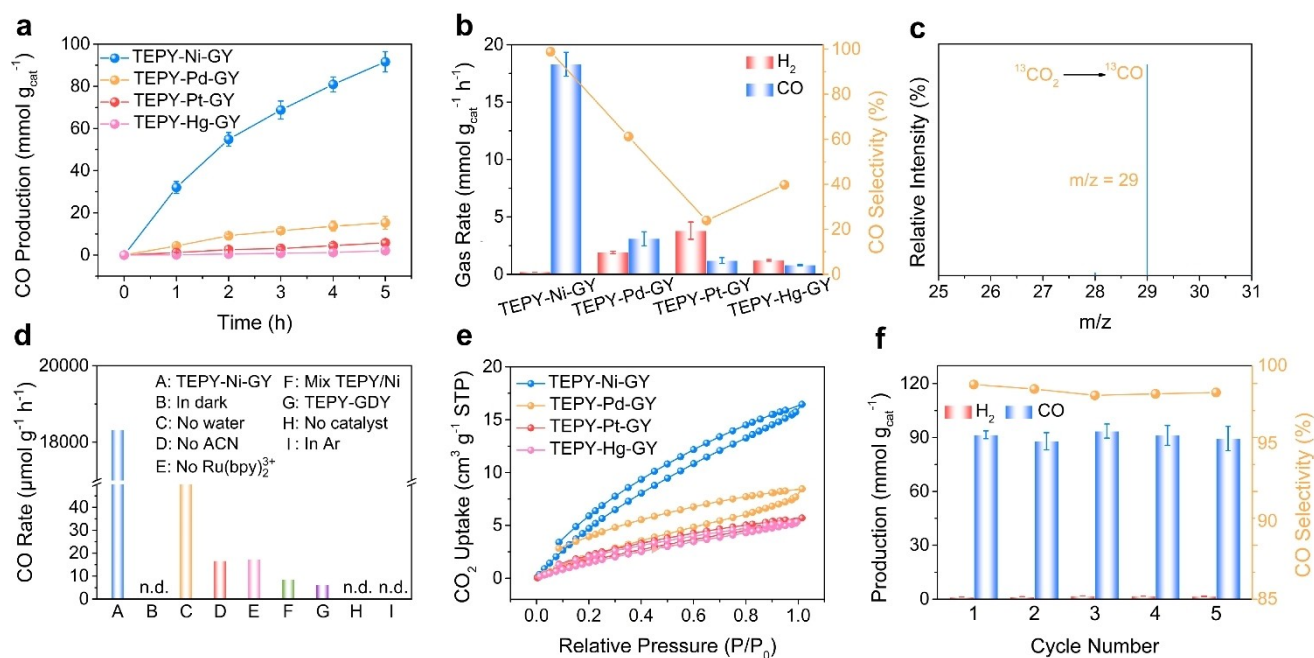 a
CO Production (mmol g_cat⁻¹)
100
80
60
40
20
0
TEPY-Ni-GY
TEPY-Pd-GY
TEPY-Pt-GY
TEPY-Hg-GY
0 1 2 3 4 5
Time (h)
b
Gas Rate (mmol g_cat⁻¹ h⁻¹)
20
15
10
5
0
H₂
CO
100
80
60
40
20
0
CO Selectivity (%)
TEPY-Ni-GY
TEPY-Pd-GY
TEPY-Pt-GY
TEPY-Hg-GY
c
Relative Intensity (%)
¹³CO₂ → ¹³CO
m/z = 29
25 26 27 28 29 30 31
m/z
d
CO Rate (μmol g⁻¹ h⁻¹)
20000
18000
40
30
20
10
0
A: TEPY-Ni-GY F: Mix TEPY/Ni
B: In dark G: TEPY-GDY
C: No water H: No catalyst
D: No ACN I: In Ar
E: No Ru(bpy)₂³⁺
n.d.
n.d. n.d.
A B C D E F G H I
e
CO₂ Uptake (cm³ g⁻¹ STP)
20
15
10
5
0
TEPY-Ni-GY
TEPY-Pd-GY
TEPY-Pt-GY
TEPY-Hg-GY
0.0 0.2 0.4 0.6 0.8 1.0
Relative Pressure (P/P₀)
f
Production (mmol g_cat⁻¹)
120
90
60
30
0
H₂ CO
100
95
90
85
CO Selectivity (%)
1 2 3 4 5
Cycle Number